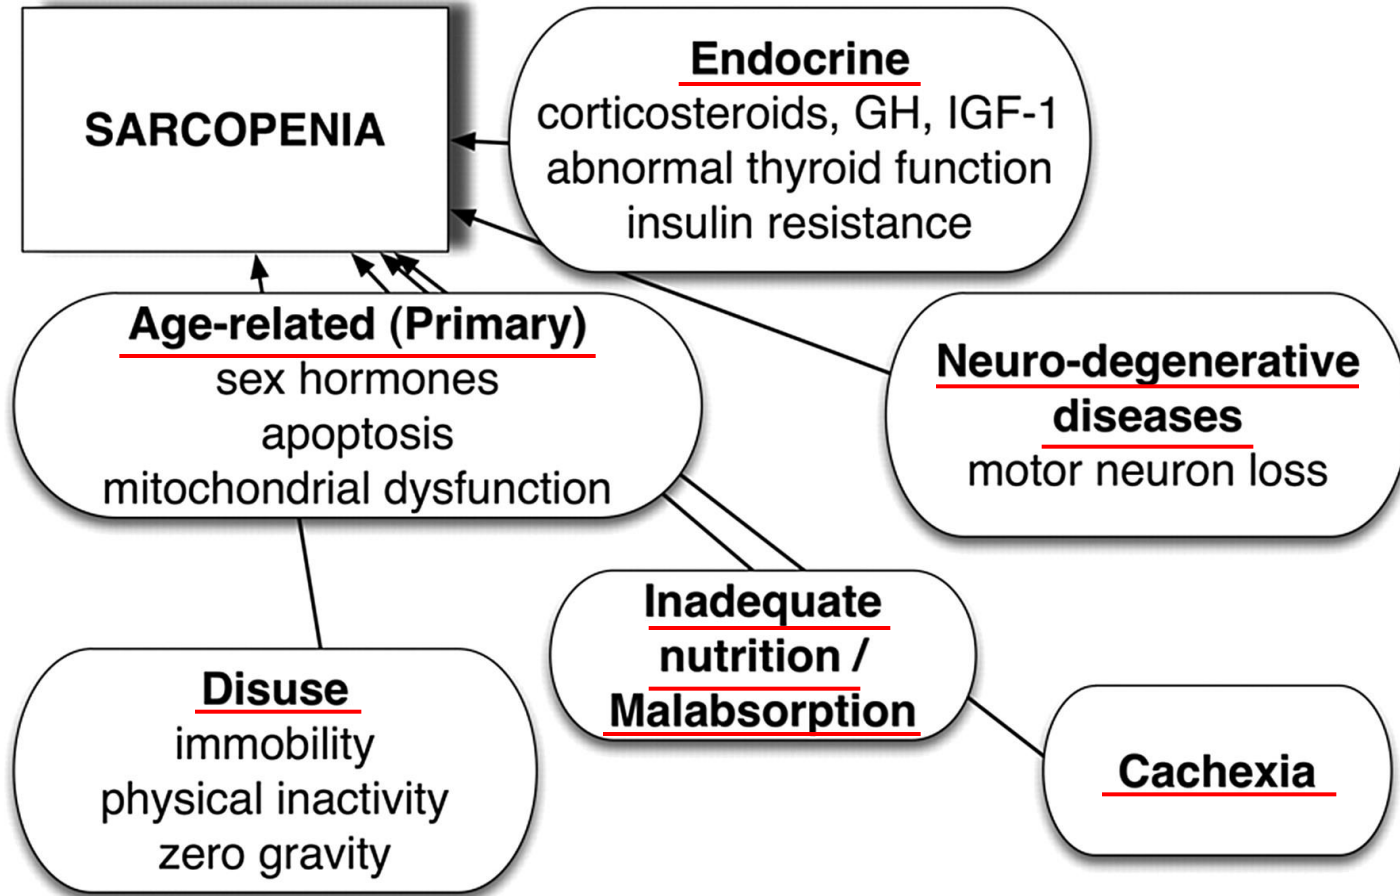 SARCOPENIA
Endocrine
corticosteroids, GH, IGF-1
abnormal thyroid function
insulin resistance
Age-related (Primary)
sex hormones
apoptosis
mitochondrial dysfunction
Neuro-degenerative
diseases
motor neuron loss
Inadequate
nutrition /
Malabsorption
Disuse
immobility
physical inactivity
zero gravity
Cachexia